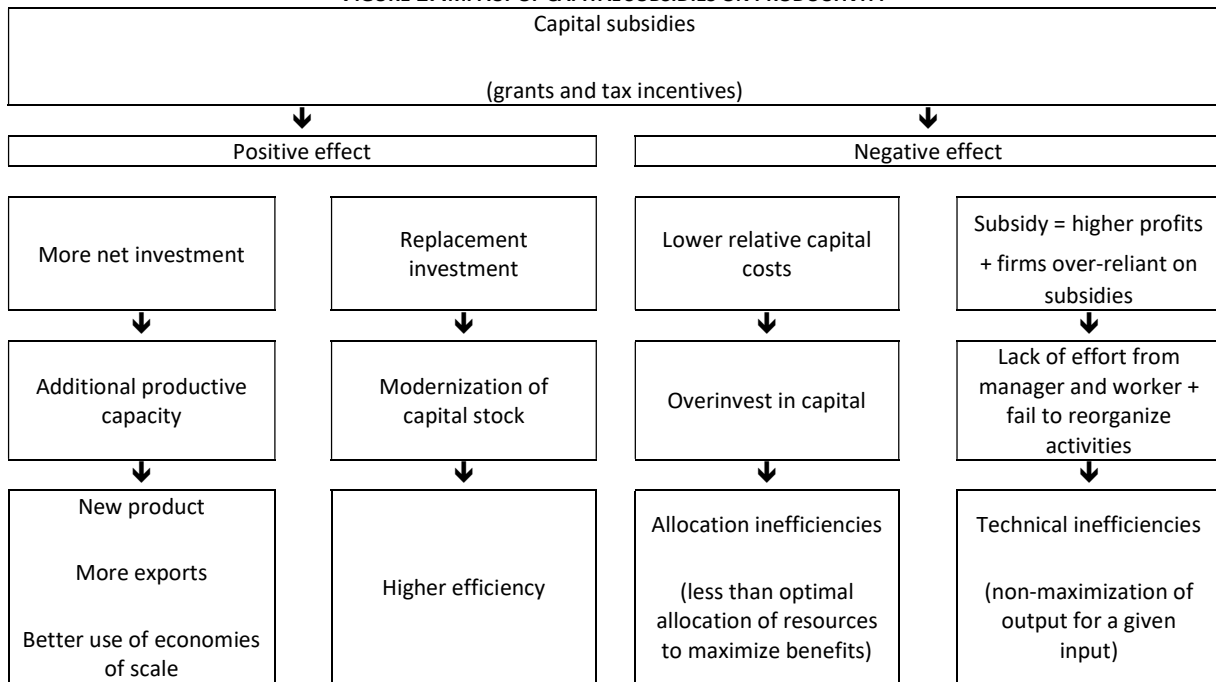 Capital subsidies
(grants and tax incentives)
Positive effect
Negative effect
More net investment
Replacement
investment
Lower relative capital
costs
Subsidy = higher profits
+ firms over-reliant on
subsidies
Additional productive
capacity
Modernization of
capital stock
Overinvest in capital
Lack of effort from
manager and worker +
fail to reorganize
activities
New product
More exports
Better use of economies
of scale
Higher efficiency
Allocation inefficiencies
(less than optimal
allocation of resources
to maximize benefits)
Technical inefficiencies
(non-maximization of
output for a given
input)